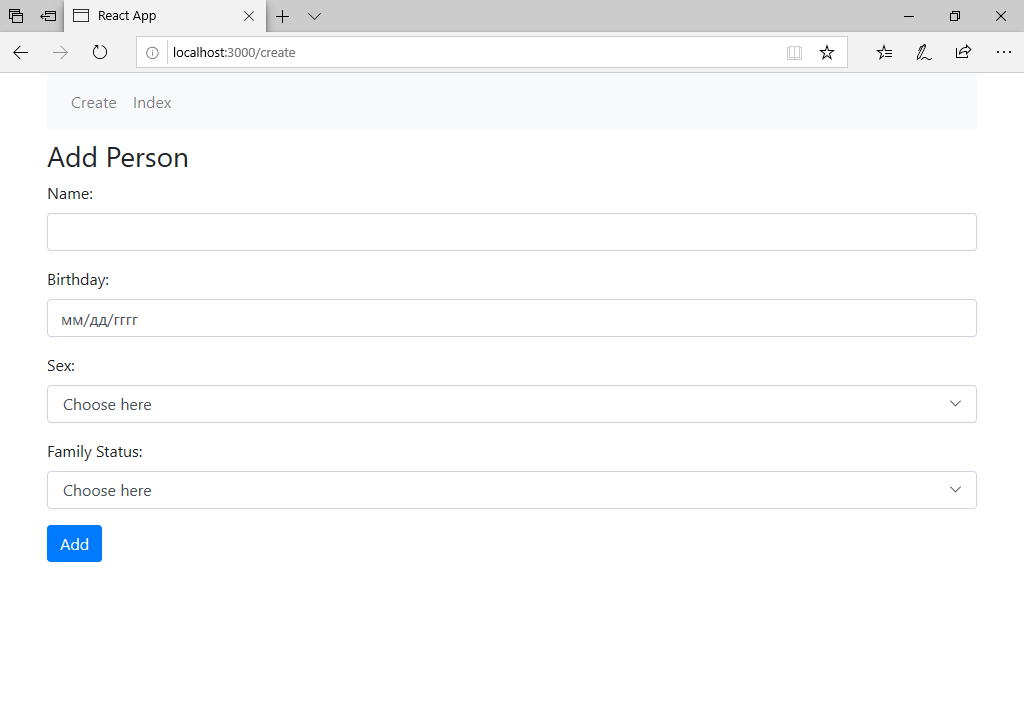 React App
localhost:3000/create
Create Index
Add Person
Name:
Birthday:
мм/дд/гггг
Sex:
Choose here
Family Status:
Choose here
Add